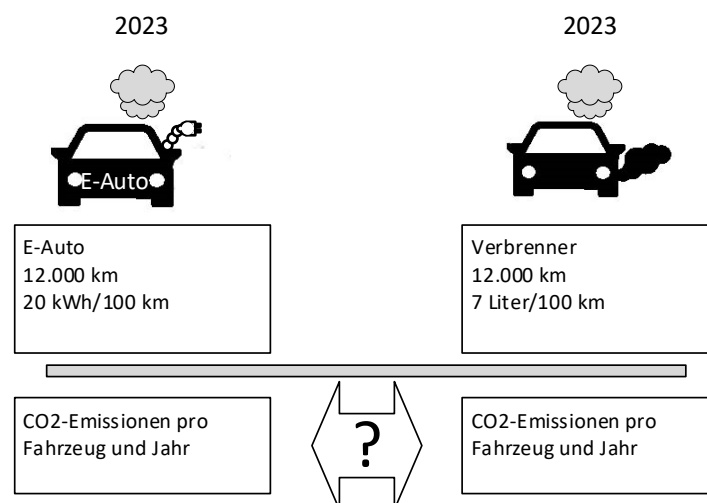 2023
2023
E-Auto
E-Auto
12.000 km
20 kWh/100 km
Verbrenner
12.000 km
7 Liter/100 km
CO2-Emissionen pro
Fahrzeug und Jahr
?
CO2-Emissionen pro
Fahrzeug und Jahr